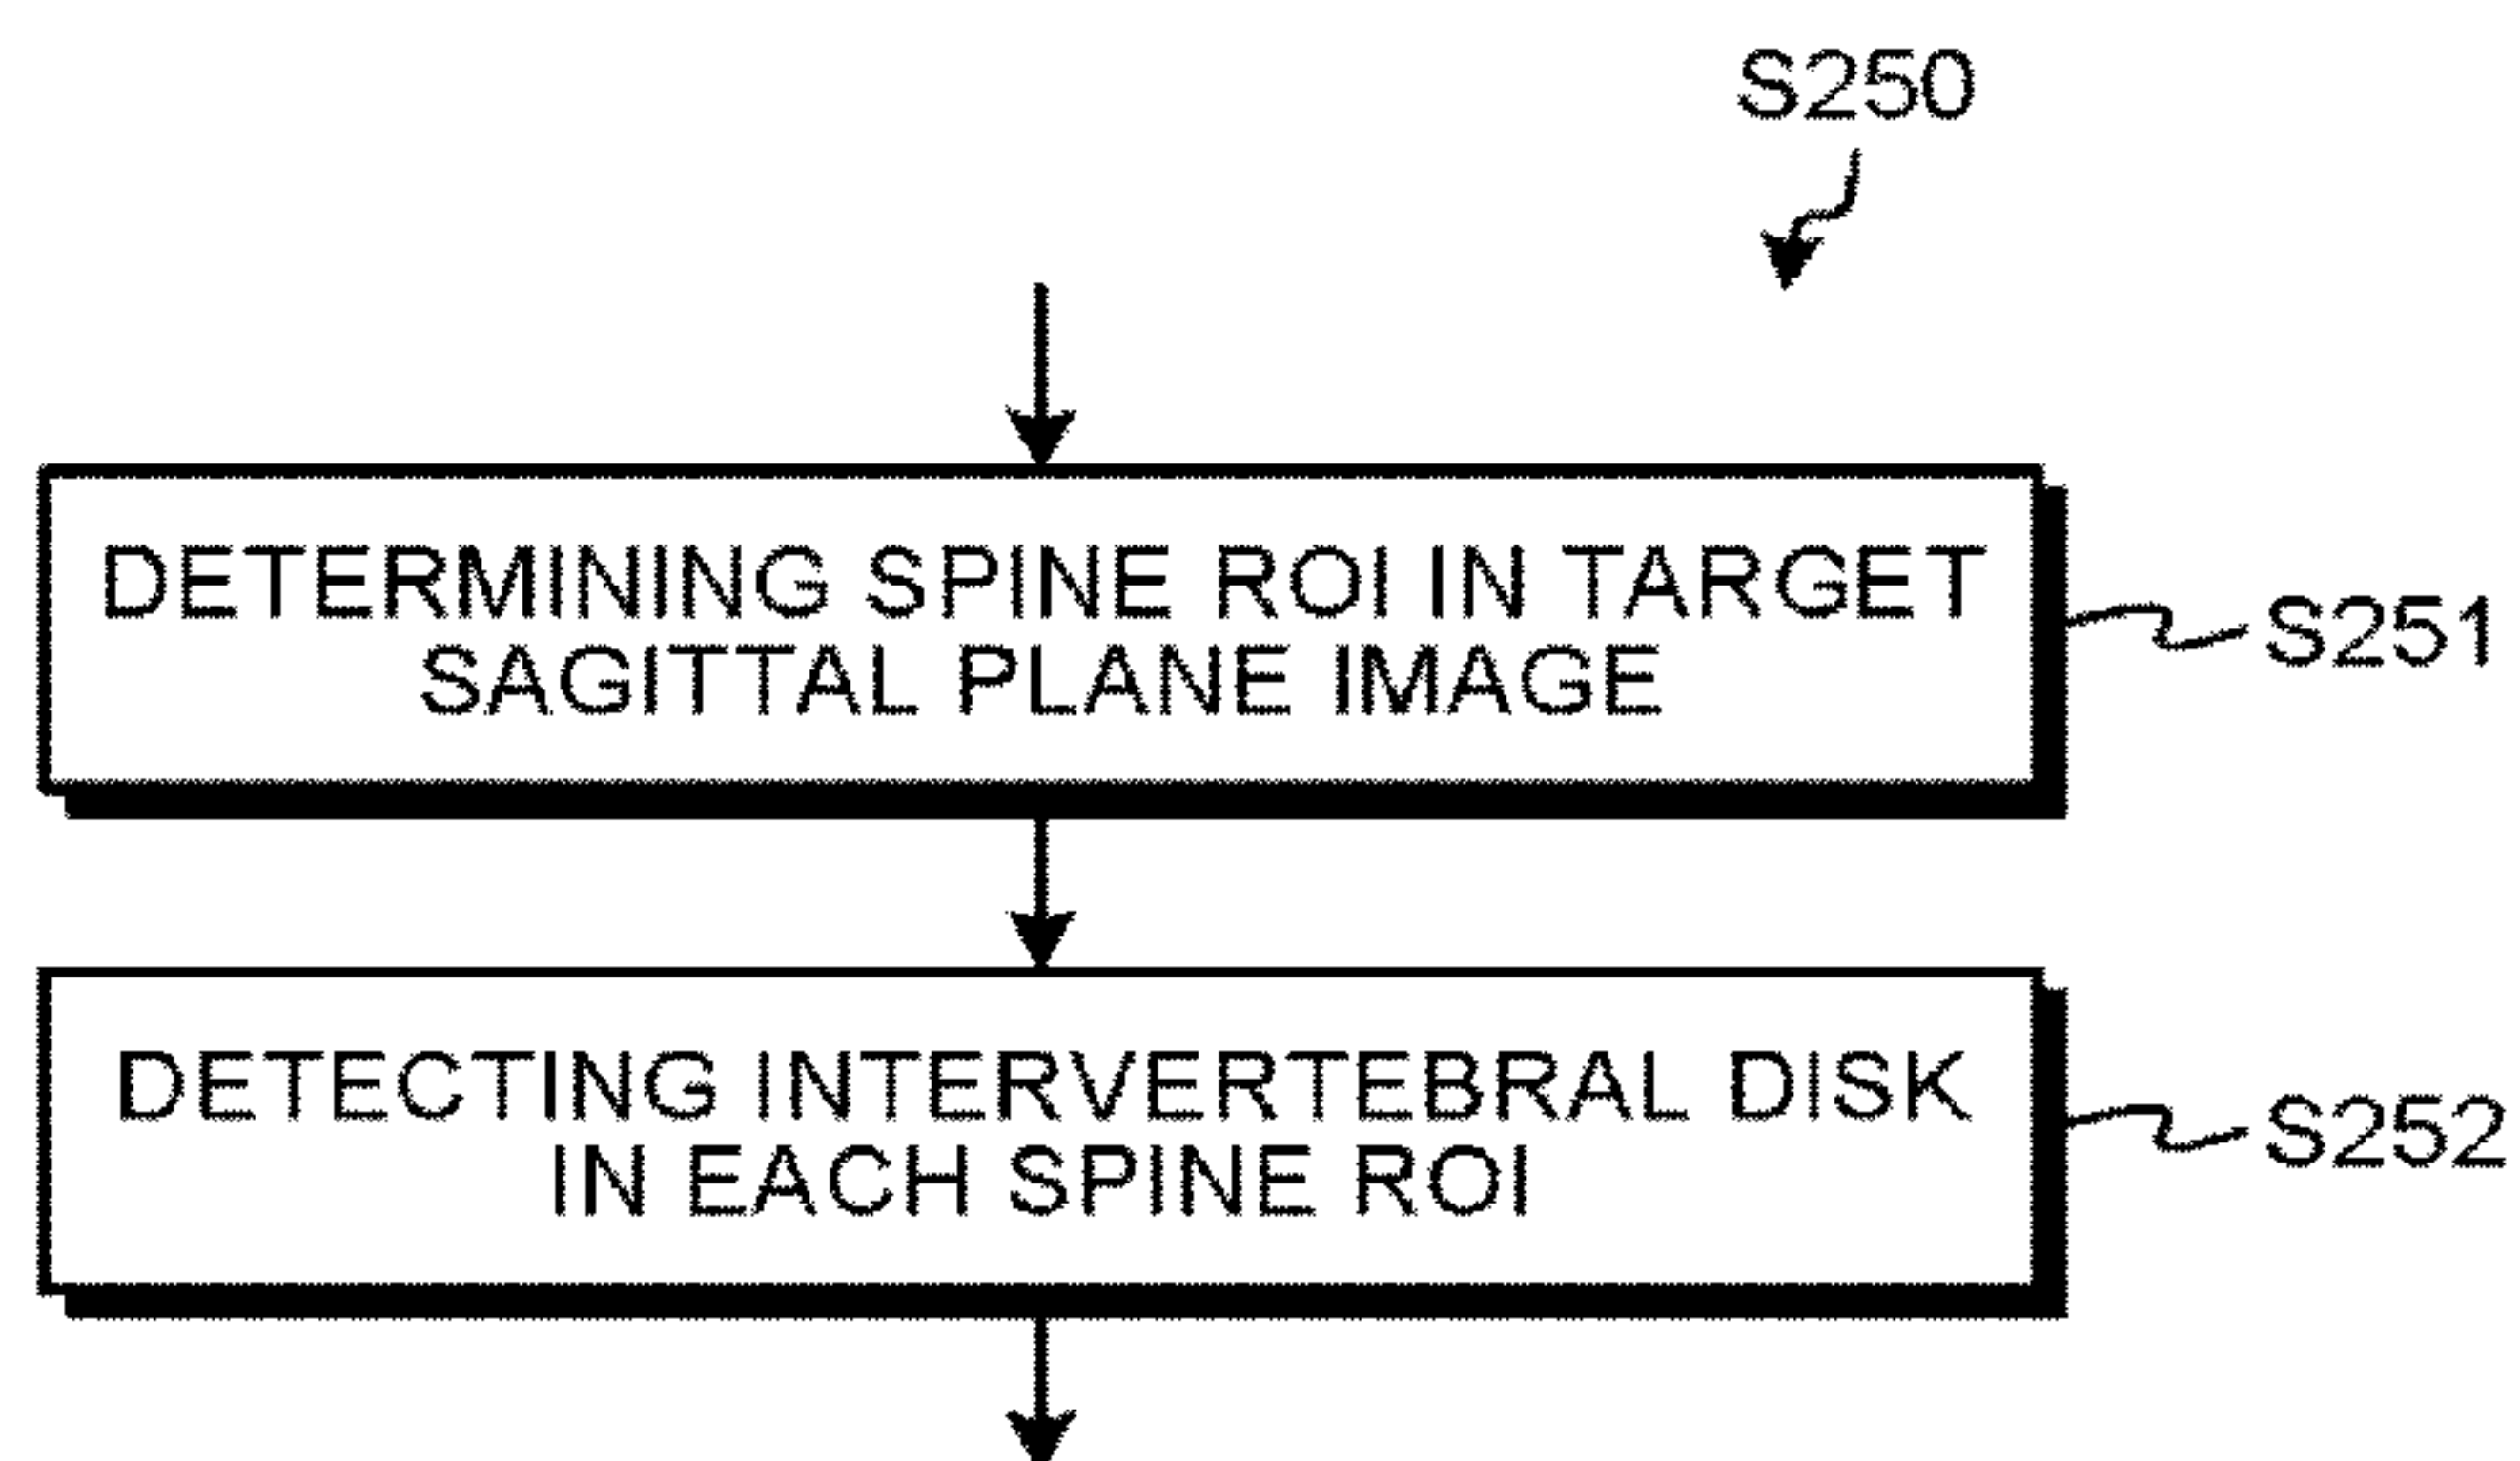 S250
DETERMINING SPINE ROI IN TARGET
SAGITTAL PLANE IMAGE
S251
DETECTING INTERVERTEBRAL DISK
IN EACH SPINE ROI
S252